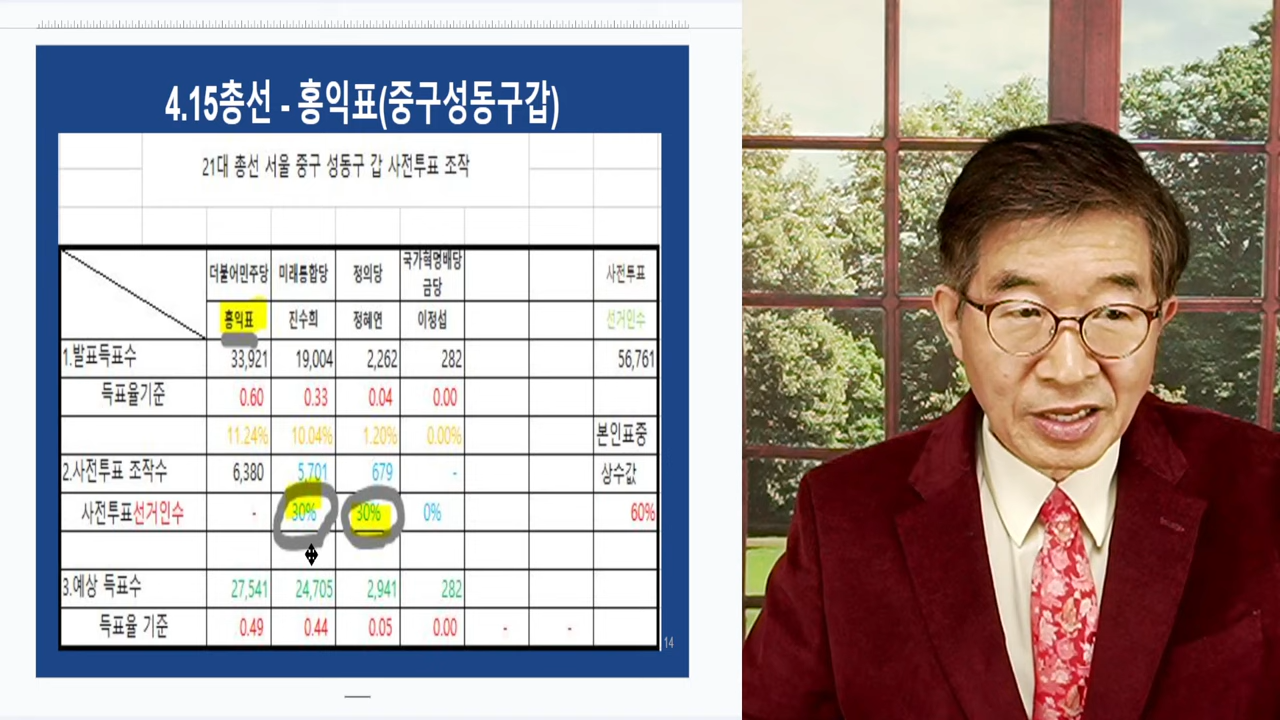 4.15총선 - 홍익표(중구성동구갑)
21대 총선 서울 중구 성동구 갑 사전투표 조작
더불어민주당 미래통합당 정의당 국가혁명배당금당 사전투표
홍익표 진수희 정혜연 이정섭 선거인수
1.발표득표수 33,921 19,004 2,262 282 56,761
득표율기준 0.60 0.33 0.04 0.00
11.24% 10.04% 1.20% 0.00% 본인표중
2.사전투표 조작수 6,380 5,701 679 - 상수값
사전투표선거인수 - 30% 30% 0% 60%
3.예상 득표수 27,541 24,705 2,941 282
득표율 기준 0.49 0.44 0.05 0.00 - -
14